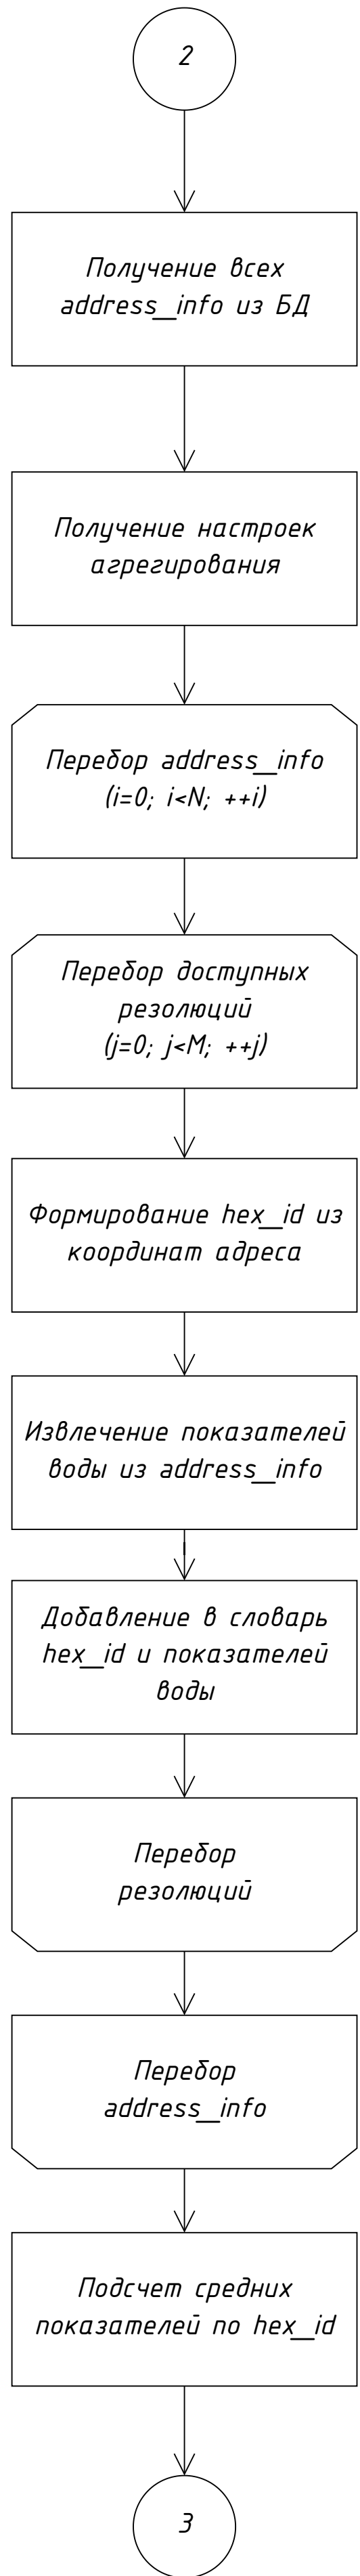 2
Получение всех
address_info из БД
Получение настроек
агрегирования
Перебор address_info
(i=0; i<N; ++i)
Перебор доступных
резолюций
(j=0; j<M; ++j)
Формирование hex_id из
координат адреса
Извлечение показателей
воды из address_info
Добавление в словарь
hex_id и показателей
воды
Перебор
резолюций
Перебор
address_info
Подсчет средних
показателей по hex_id
3